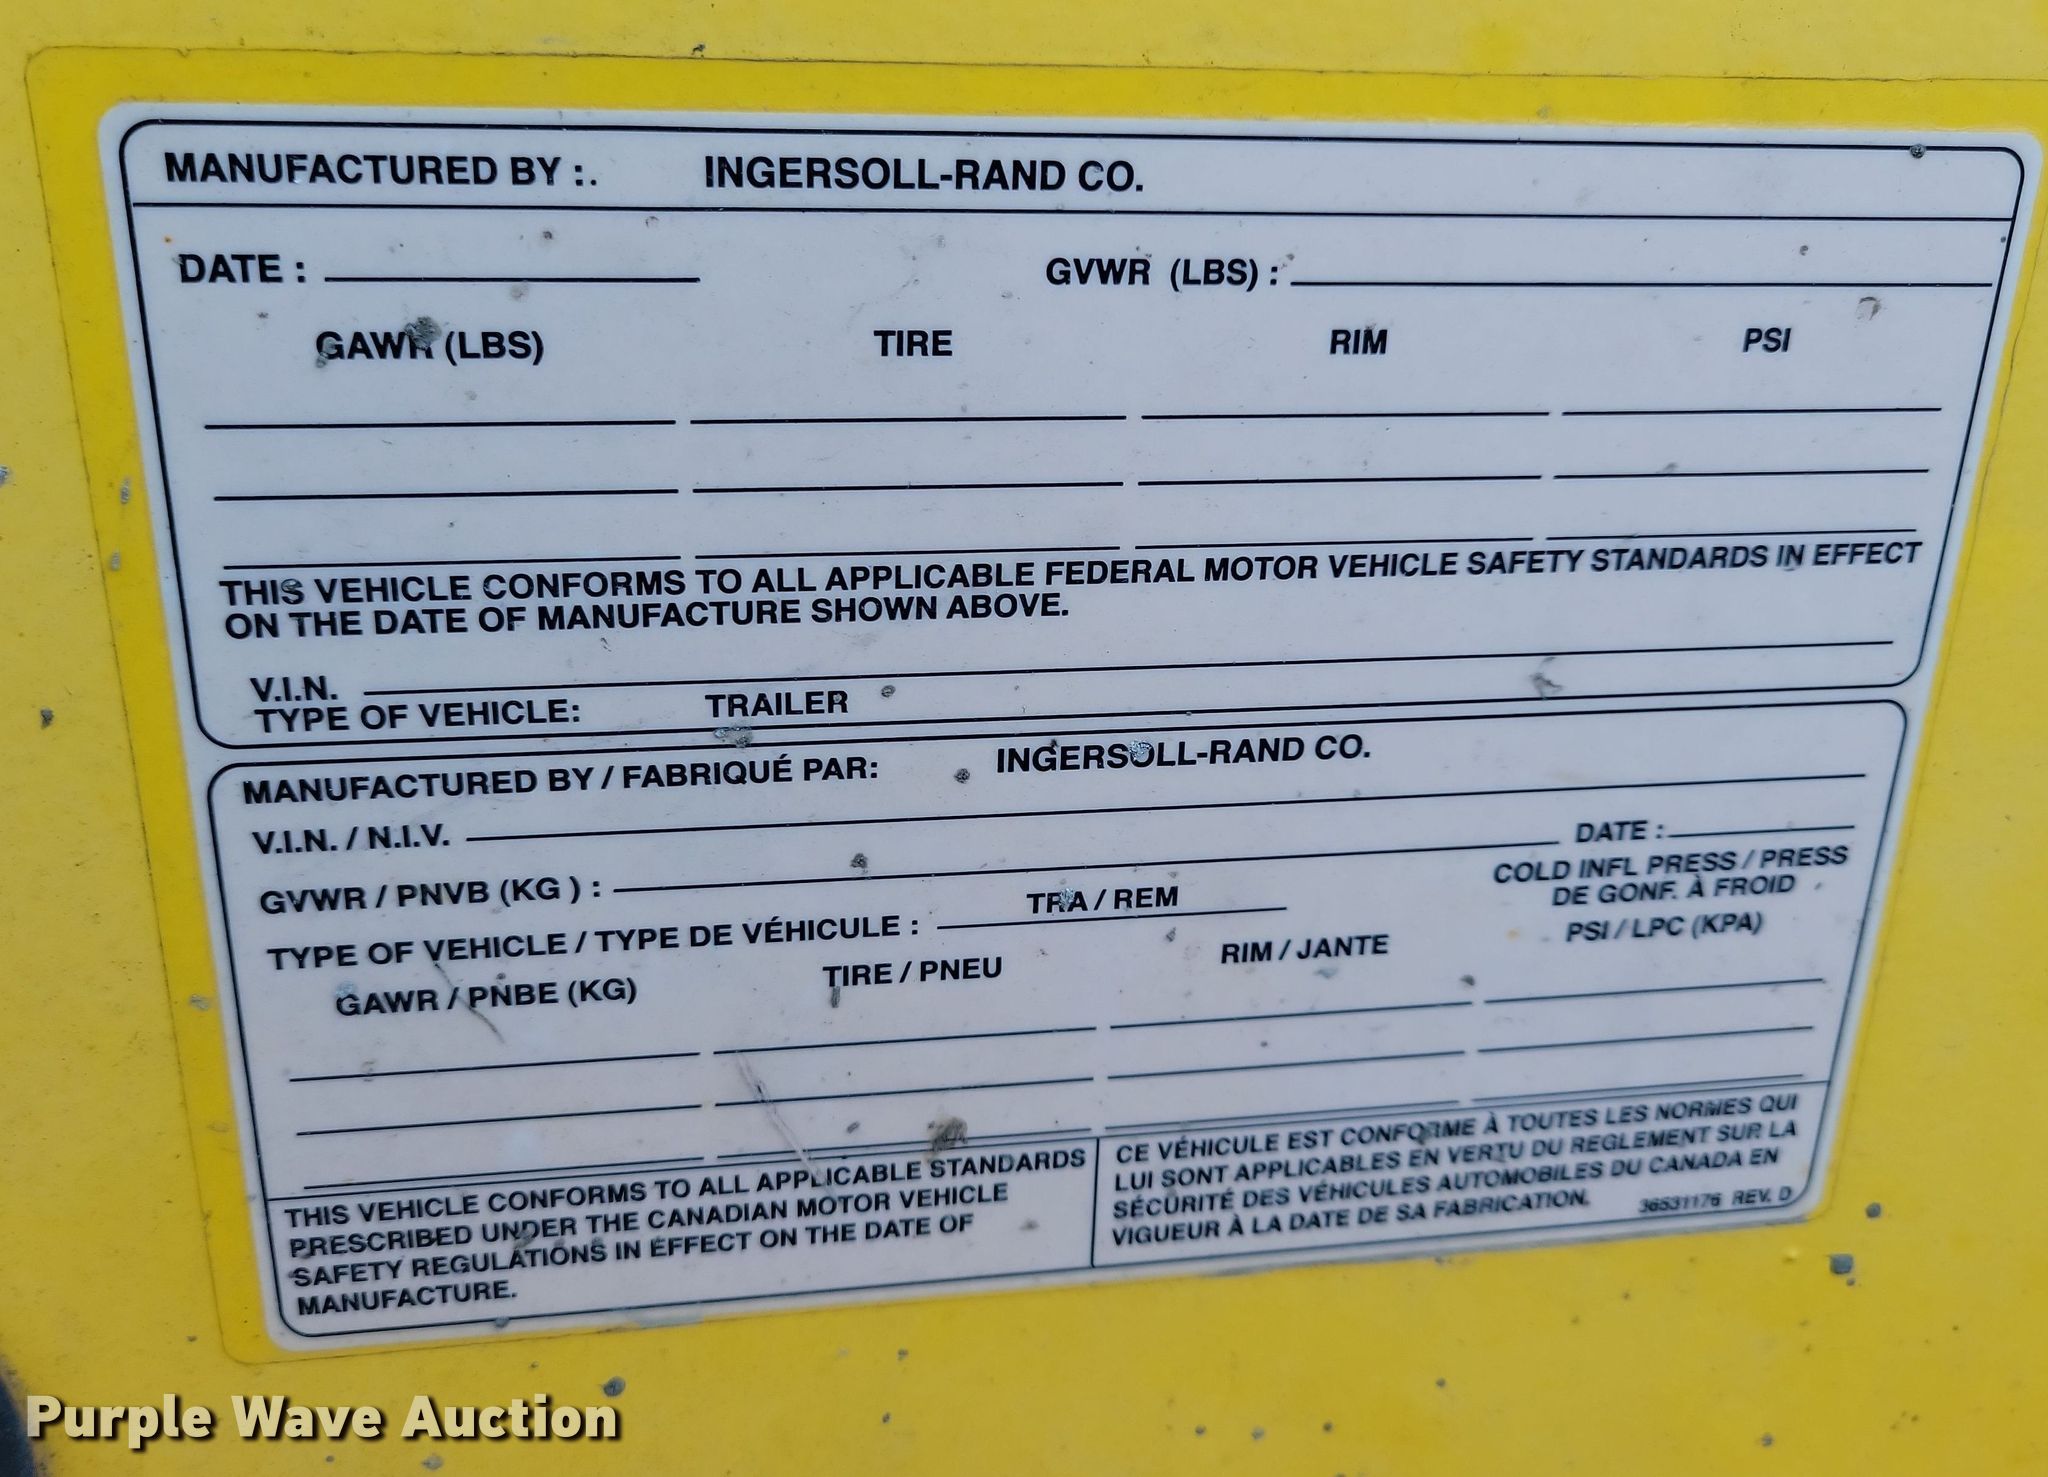 MANUFACTURED BY :. INGERSOLL-RAND CO.
DATE : GVWR (LBS) :
GAWR (LBS) TIRE RIM PSI
THIS VEHICLE CONFORMS TO ALL APPLICABLE FEDERAL MOTOR VEHICLE SAFETY STANDARDS IN EFFECT
ON THE DATE OF MANUFACTURE SHOWN ABOVE.
V.I.N.
TYPE OF VEHICLE: TRAILER
MANUFACTURED BY / FABRIQUÉ PAR: INGERSOLL-RAND CO.
V.I.N. / N.I.V.
GVWR / PNVB (KG ) : DATE :
TYPE OF VEHICLE / TYPE DE VÉHICULE : TRA / REM
COLD INFL PRESS / PRESS
DE GONF. À FROID
GAWR / PNBE (KG) TIRE / PNEU RIM / JANTE PSI / LPC (KPA)
THIS VEHICLE CONFORMS TO ALL APPLICABLE STANDARDS
PRESCRIBED UNDER THE CANADIAN MOTOR VEHICLE
SAFETY REGULATIONS IN EFFECT ON THE DATE OF
MANUFACTURE.
CE VÉHICULE EST CONFORME À TOUTES LES NORMES QUI
LUI SONT APPLICABLES EN VERTU DU REGLEMENT SUR LA
SÉCURITÉ DES VÉHICULES AUTOMOBILES DU CANADA EN
VIGUEUR À LA DATE DE SA FABRICATION.
36531176 REV. D
Purple Wave Auction